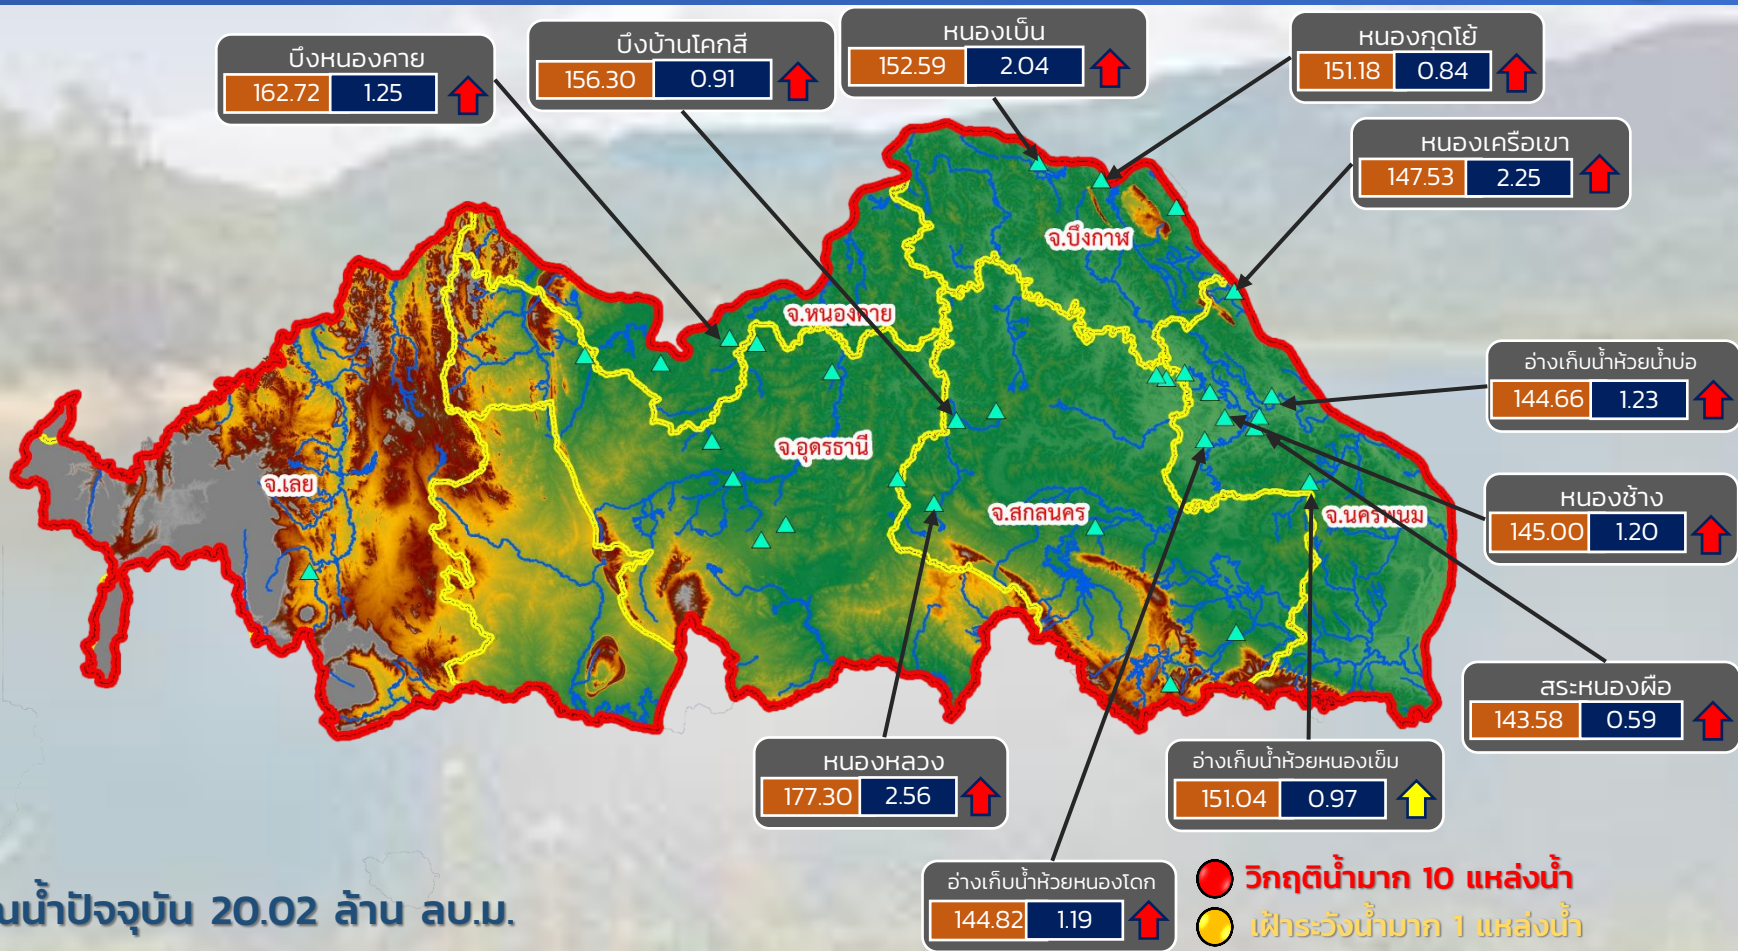 บึงหนองคาย
162.72 1.25
บึงบ้านโคกสี
156.30 0.91
หนองเบ็น
152.59 2.04
หนองกุดโย้
151.18 0.84
หนองเครือเขา
147.53 2.25
จ.บึงกาฬ
จ.หนองคาย
อ่างเก็บน้ำห้วยน้ำบ่อ
144.66 1.23
จ.อุดรธานี
จ.เลย
จ.สกลนคร
จ.นครพนม
หนองช้าง
145.00 1.20
สระหนองผือ
143.58 0.59
หนองหลวง
177.30 2.56
อ่างเก็บน้ำห้วยหนองเข็ม
151.04 0.97
อ่างเก็บน้ำห้วยหนองโดก
144.82 1.19
วิกฤติน้ำมาก 10 แหล่งน้ำ
เฝ้าระวังน้ำมาก 1 แหล่งน้ำ
ณน้ำปัจจุบัน 20.02 ล้าน ลบ.ม.